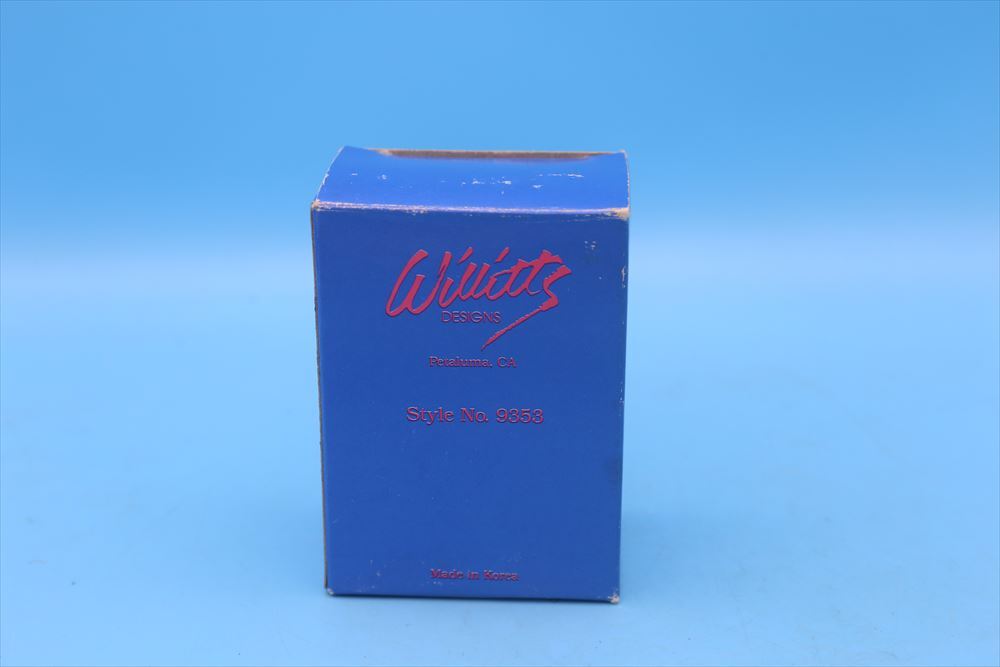 Willitts
DESIGNS
Petaluma, CA
Style No. 9353
Made in Korea